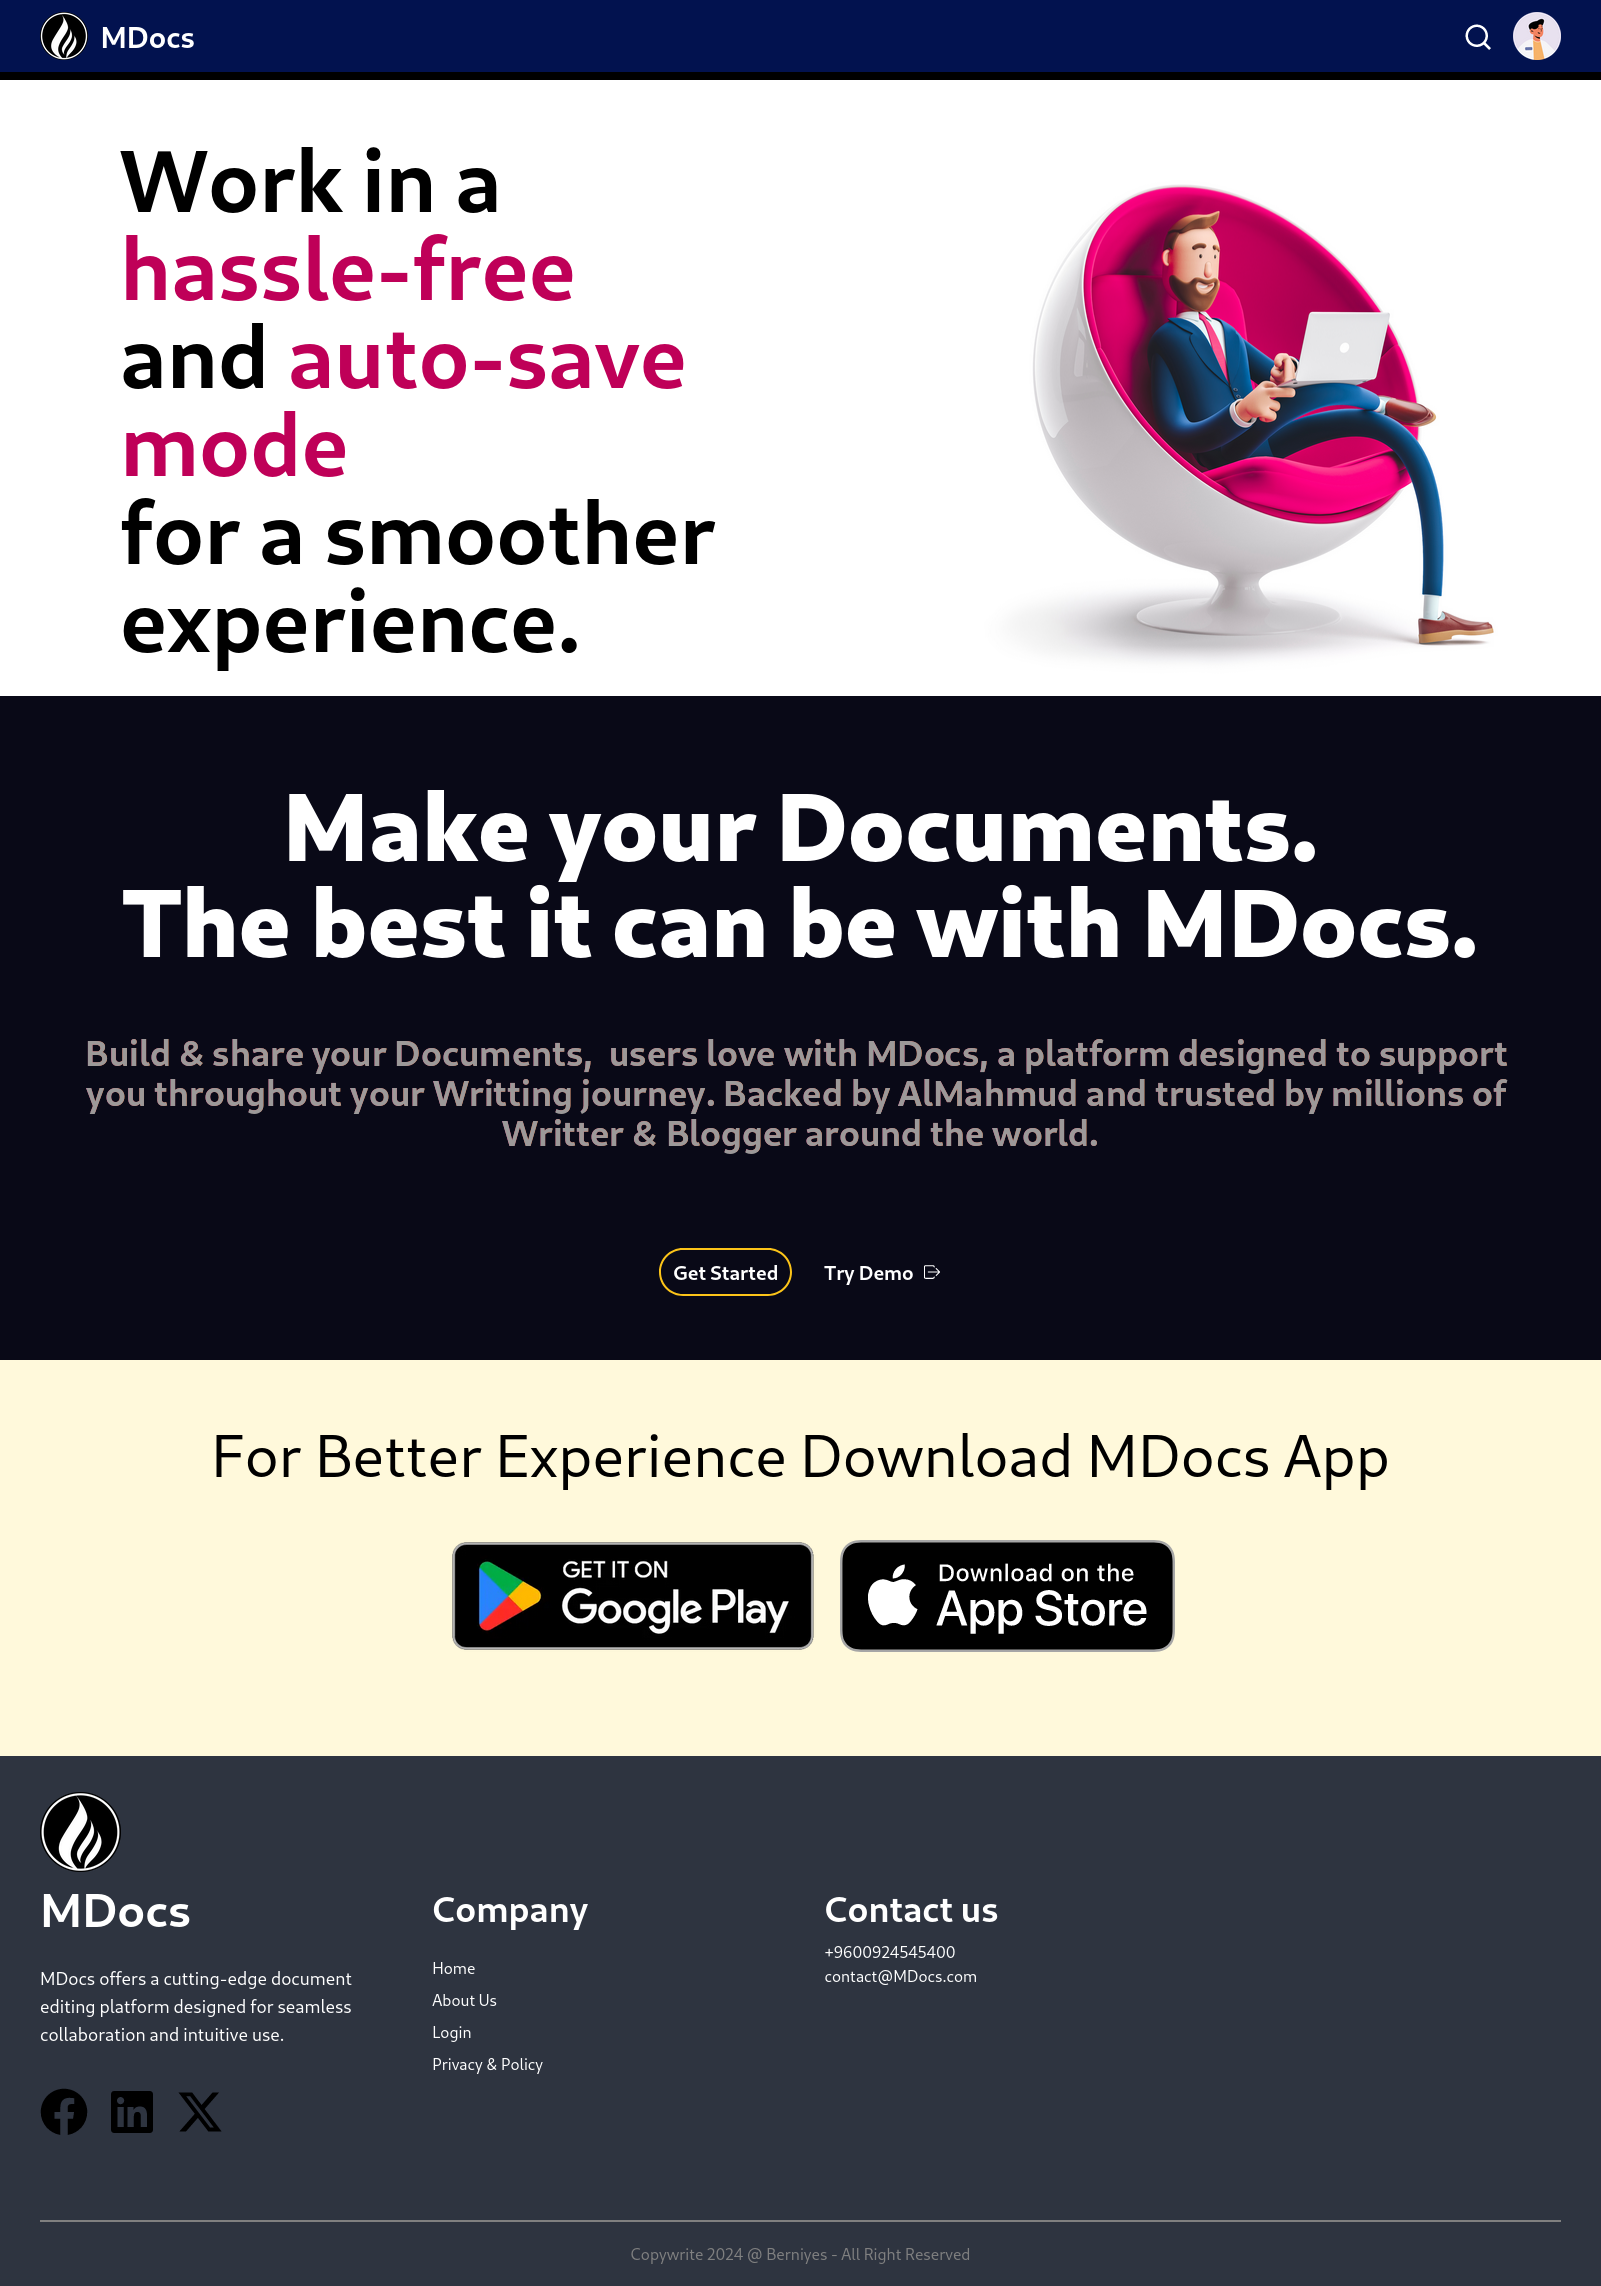 MDocs
Work in a
hassle-free
and auto-save
mode
for a smoother
experience.
Make your Documents.
The best it can be with MDocs.
Build & share your Documents,  users love with MDocs, a platform designed to support
you throughout your Writting journey. Backed by AlMahmud and trusted by millions of
Writter & Blogger around the world.
Get Started
Try Demo
For Better Experience Download MDocs App
GET IT ON
Google Play
Download on the
App Store
MDocs
MDocs offers a cutting-edge document
editing platform designed for seamless
collaboration and intuitive use.
Company
Home
About Us
Login
Privacy & Policy
Contact us
+9600924545400
contact@MDocs.com
Copywrite 2024 @ Berniyes - All Right Reserved